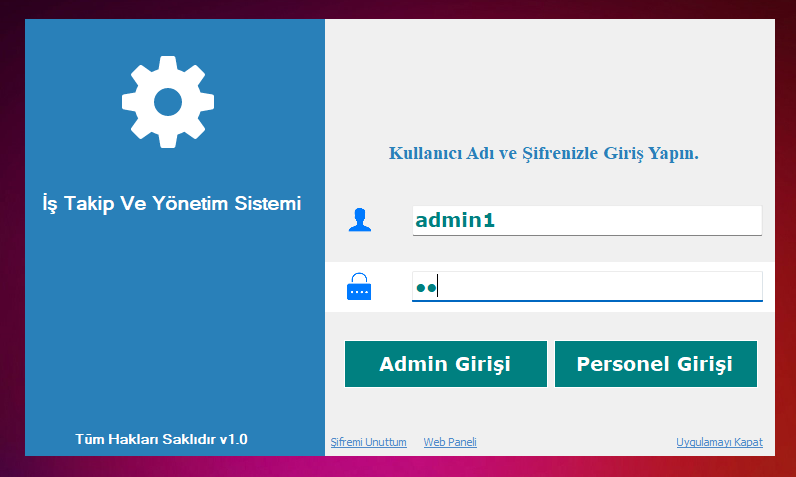 İş Takip Ve Yönetim Sistemi
Tüm Hakları Saklıdır v1.0
Kullanıcı Adı ve Şifrenizle Giriş Yapın.
admin1
••
Admin Girişi
Personel Girişi
Sifremi Unuttum
Web Paneli
Uygulamayı Kapat